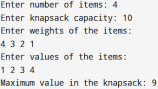 Enter number of items: 4
Enter knapsack capacity: 10
Enter weights of the items:
4 3 2 1
Enter values of the items:
1 2 3 4
Maximum value in the knapsack: 9